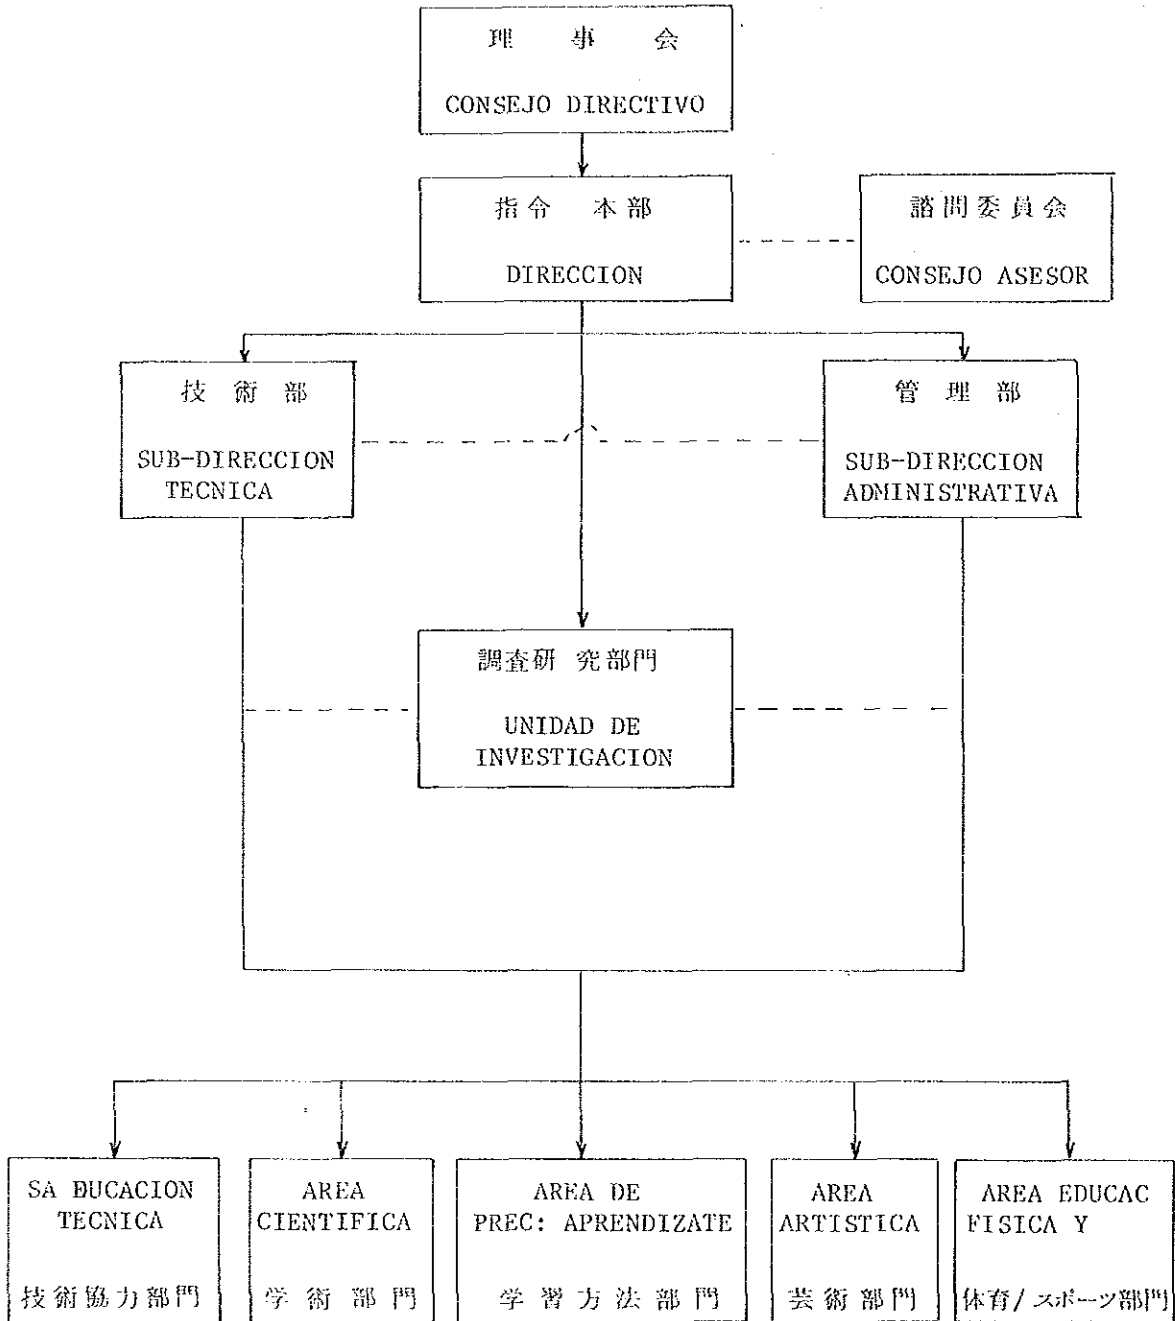 理事会
CONSEJO DIRECTIVO
指令 本部
DIRECCION
諮問委員会
CONSEJO ASESOR
技術部
SUB-DIRECCION
TECNICA
管理部
SUB-DIRECCION
ADMINISTRATIVA
調査研究部門
UNIDAD DE
INVESTIGACION
SA EUCACION
TECNICA
技術協力部門
AREA
CIENTIFICA
学術部門
AREA DE
PREC: APRENDIZATE
学習方法部門
AREA
ARTISTICA
芸術部門
AREA EDUCAC
FISICA Y
体育/スポーツ部門